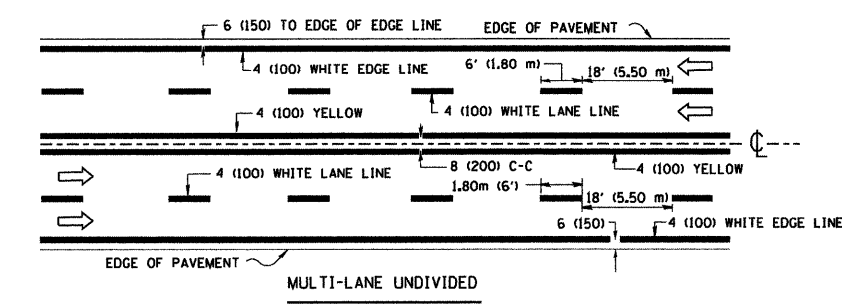 6 (150) TO EDGE OF EDGE LINE
EDGE OF PAVEMENT
4 (100) WHITE EDGE LINE
6' (1.80 m)
18' (5.50 m)
4 (100) YELLOW
4 (100) WHITE LANE LINE
℄
4 (100) WHITE LANE LINE
8 (200) C-C
4 (100) YELLOW
1.80m (6')
18' (5.50 m)
6 (150)
4 (100) WHITE EDGE LINE
EDGE OF PAVEMENT
MULTI-LANE UNDIVIDED